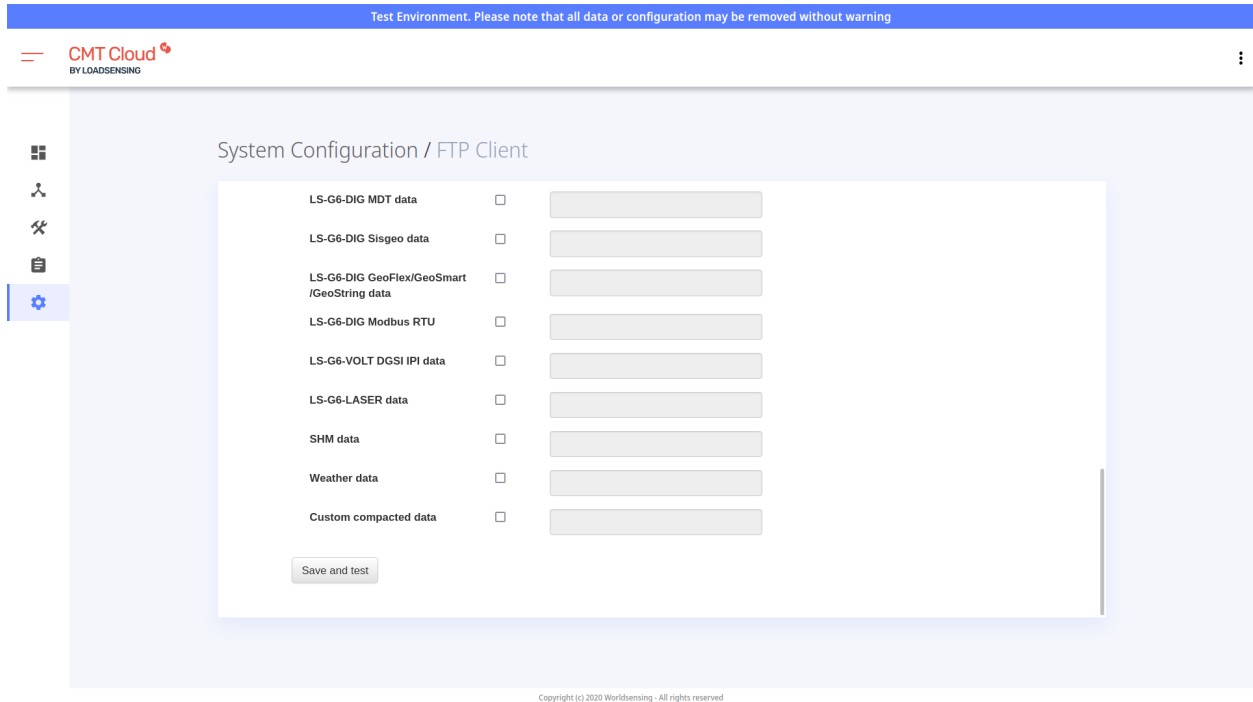 Test Environment. Please note that all data or configuration may be removed without warning
CMT Cloud
BY LOADSENSING
System Configuration / FTP Client
LS-G6-DIG MDT data
LS-G6-DIG Sisgeo data
LS-G6-DIG GeoFlex/GeoSmart
/GeoString data
LS-G6-DIG Modbus RTU
LS-G6-VOLT DGSI IPI data
LS-G6-LASER data
SHM data
Weather data
Custom compacted data
Save and test
Copyright (c) 2020 Worldsensing - All rights reserved